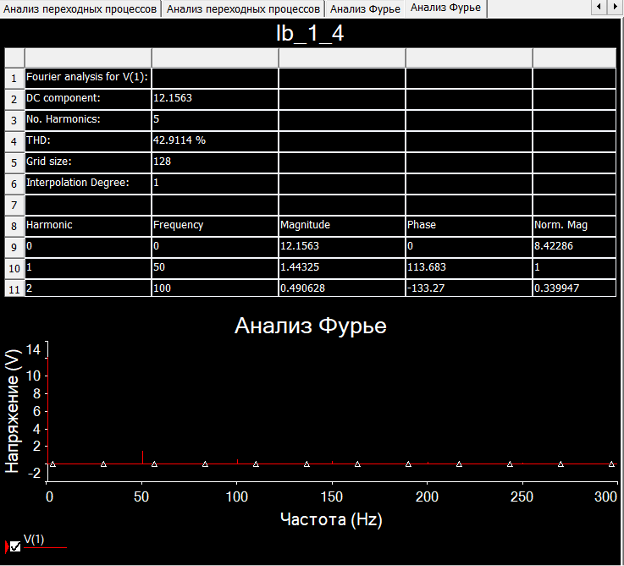 Анализ переходных процессов Анализ переходных процессов Анализ Фурье Анализ Фурье
lb_1_4
1 Fourier analysis for V(1):
2 DC component: 12.1563
3 No. Harmonics: 5
4 THD: 42.9114 %
5 Grid size: 128
6 Interpolation Degree: 1
7
8 Harmonic Frequency Magnitude Phase Norm. Mag
9 0 0 12.1563 0 8.42286
10 1 50 1.44325 113.683 1
11 2 100 0.490628 -133.27 0.339947
Анализ Фурье
Напряжение (V)
14
10
8
6
4
2
-2
0 50 100 150 200 250 300
Частота (Hz)
V(1)